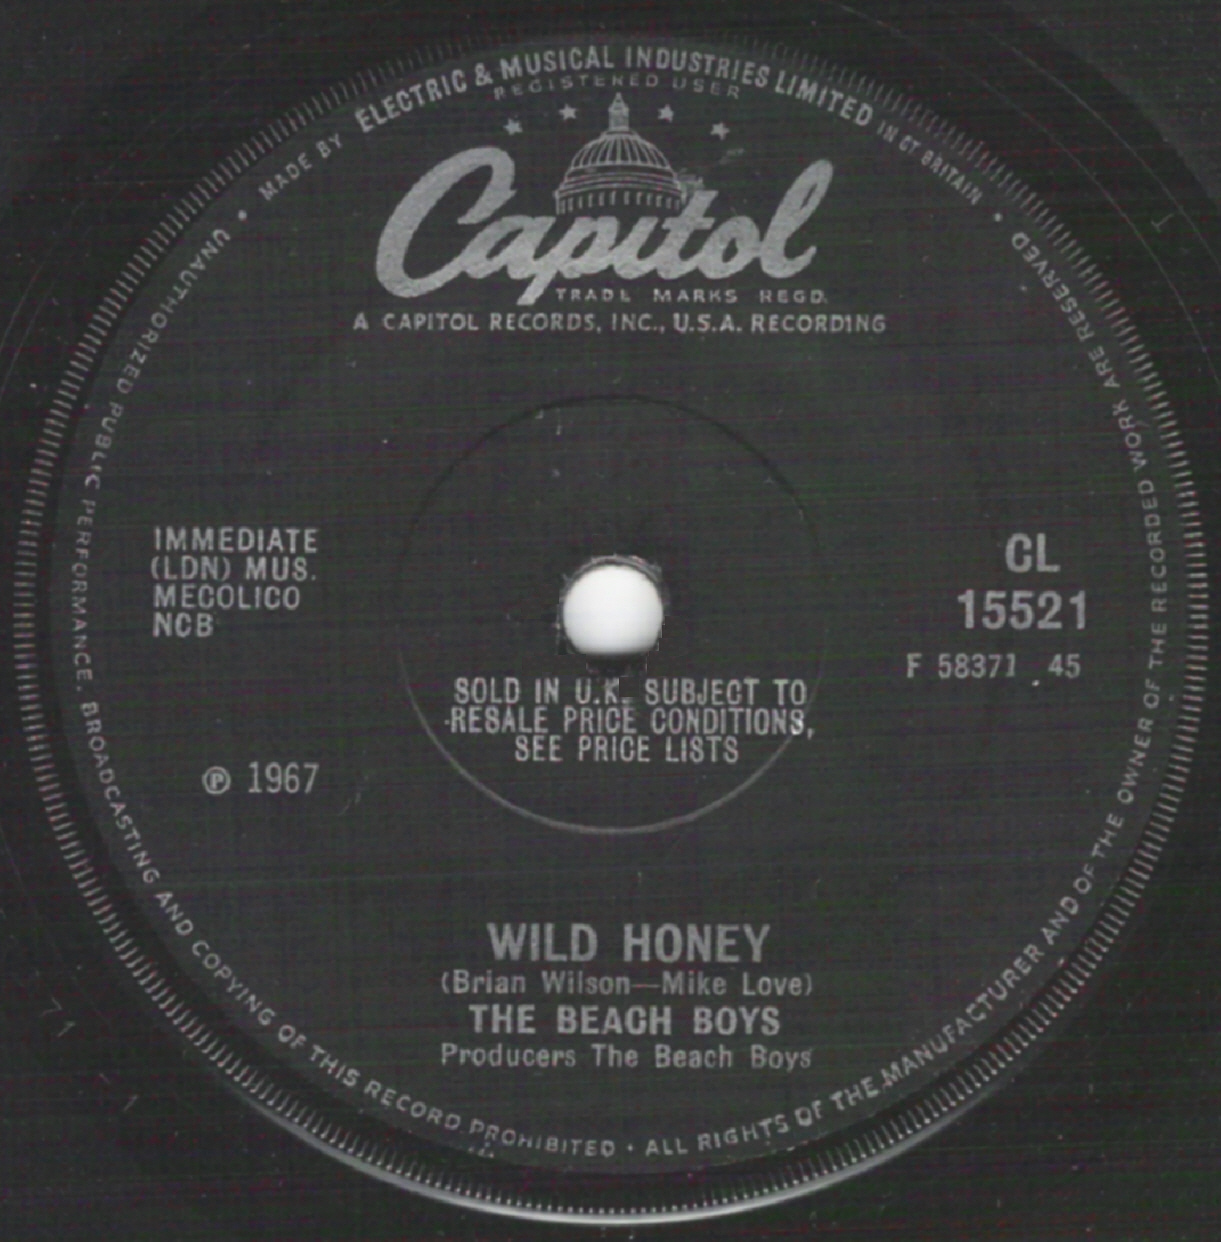 MADE BY ELECTRIC & MUSICAL INDUSTRIES LIMITED IN GT BRITAIN
REGISTERED USER
Capitol
TRADE MARKS REGD.
A CAPITOL RECORDS, INC., U.S.A. RECORDING
IMMEDIATE
(LDN) MUS.
MECOLICO
NCB
℗ 1967
CL
15521
F 58371 .45
SOLD IN U.K. SUBJECT TO
RESALE PRICE CONDITIONS,
SEE PRICE LISTS
WILD HONEY
(Brian Wilson—Mike Love)
THE BEACH BOYS
Producers The Beach Boys
UNAUTHORIZED PUBLIC PERFORMANCE, BROADCASTING AND COPYING OF THIS RECORD PROHIBITED • ALL RIGHTS OF THE MANUFACTURER AND OF THE OWNER OF THE RECORDED WORK ARE RESERVED